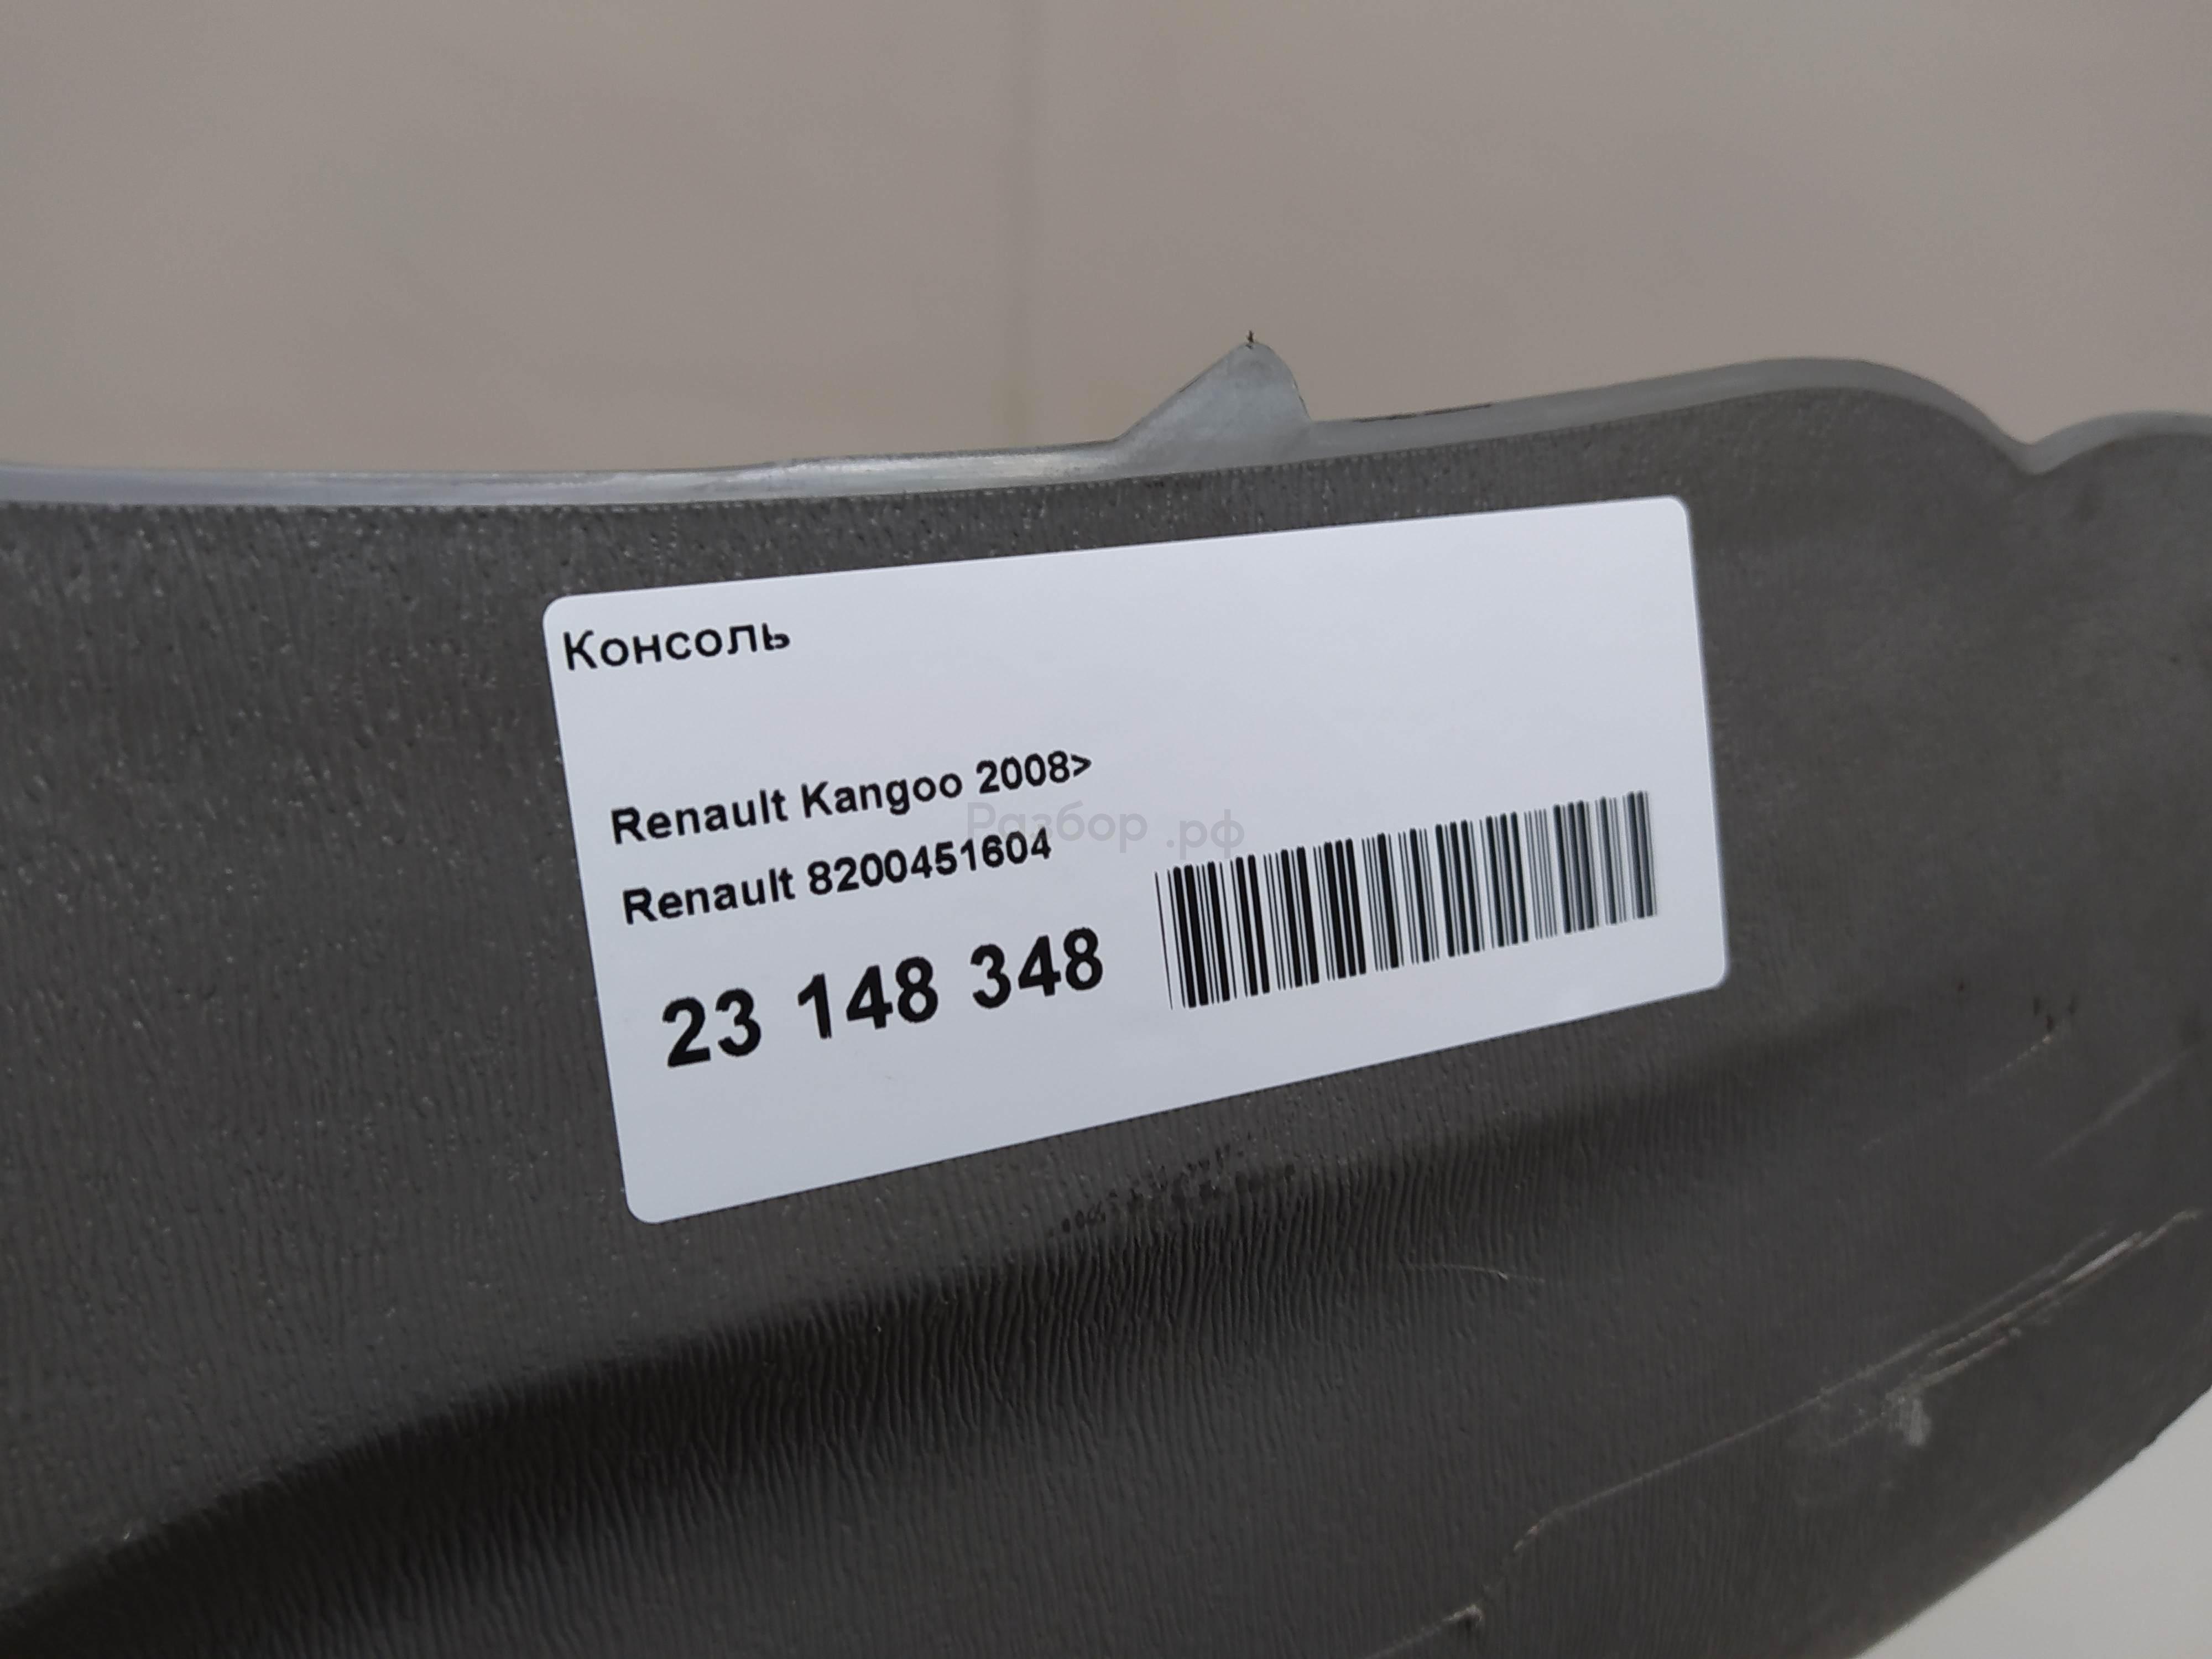 Консоль
Renault Kangoo 2008>
Разбор.рф
Renault 8200451604
23 148 348